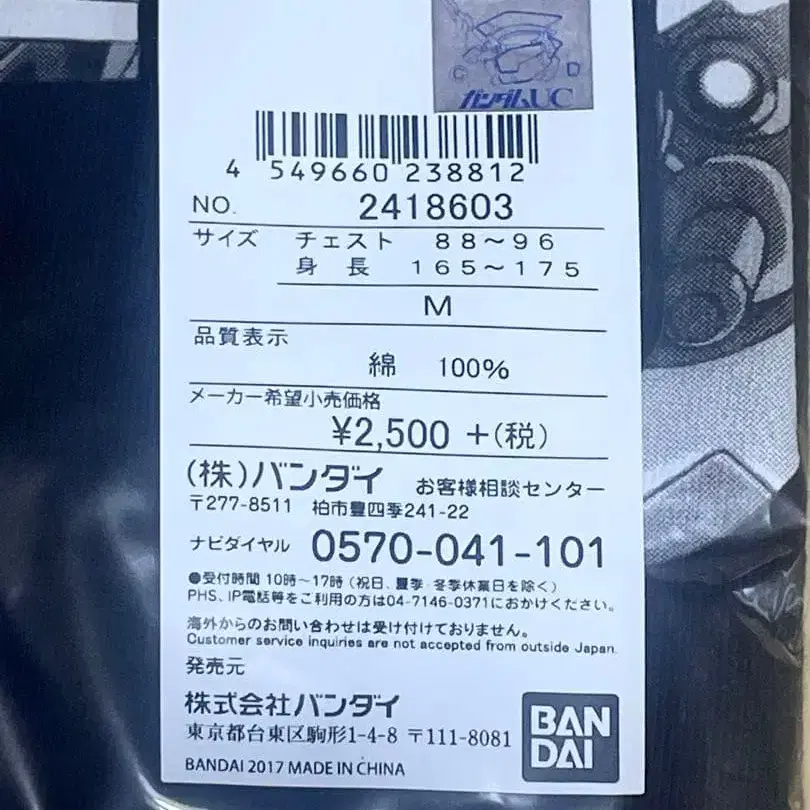 ガンダムUC
4 549660 238812
NO. 2418603
サイズ チェスト 88～96
身長 165～175
M
品質表示
綿 100%
メーカー希望小売価格
¥2,500 +(税)
(株)バンダイ お客様相談センター
〒277-8511 柏市豊四季241-22
ナビダイヤル 0570-041-101
●受付時間 10時～17時 (祝日、夏季・冬季休業日を除く)
PHS、IP電話等をご利用の方は04-7146-0371におかけください。
海外からのお問い合わせは受け付けておりません。
Customer service inquiries are not accepted from outside Japan.
発売元
株式会社バンダイ
東京都台東区駒形1-4-8 〒111-8081
BANDAI 2017 MADE IN CHINA
BAN
DAI